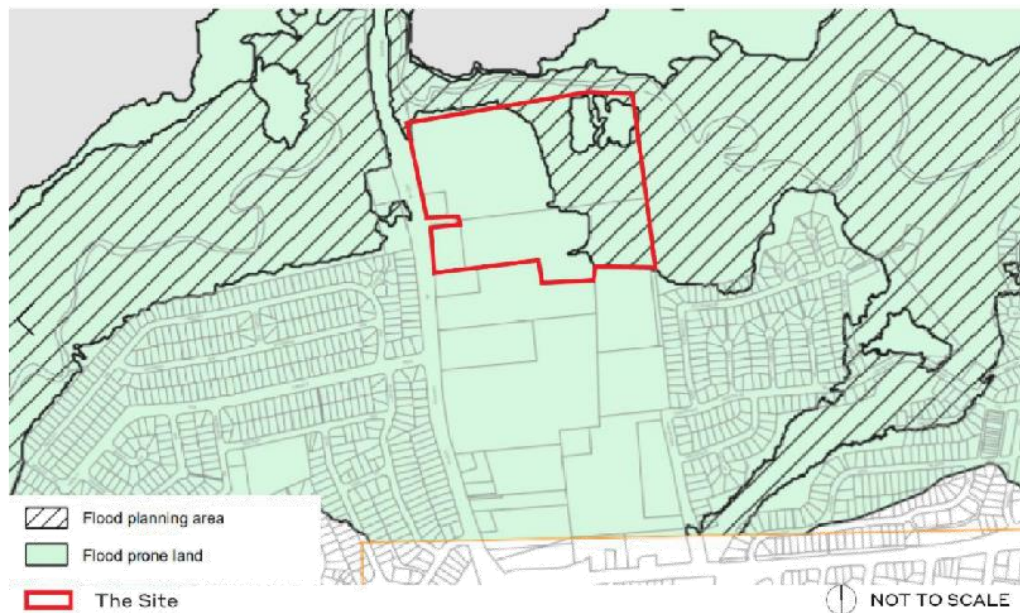 Flood planning area
Flood prone land
The Site
NOT TO SCALE